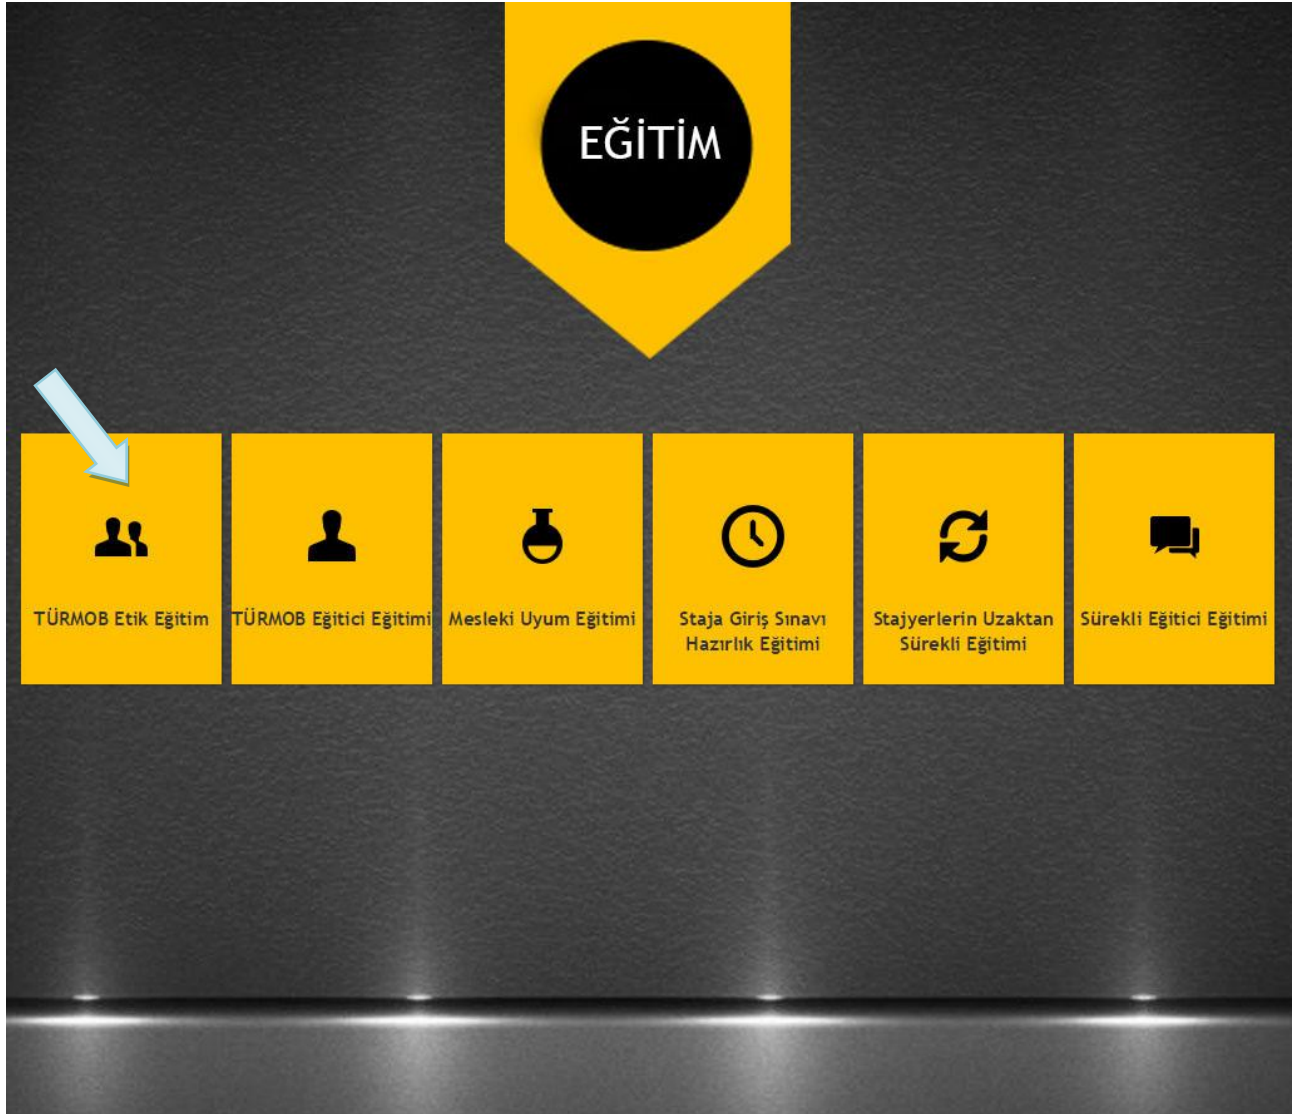 EĞİTİM
TÜRMOB Etik Eğitim
TÜRMOB Eğitici Eğitimi
Mesleki Uyum Eğitimi
Staja Giriş Sınavı
Hazırlık Eğitimi
Stajyerlerin Uzaktan
Sürekli Eğitimi
Sürekli Eğitici Eğitimi